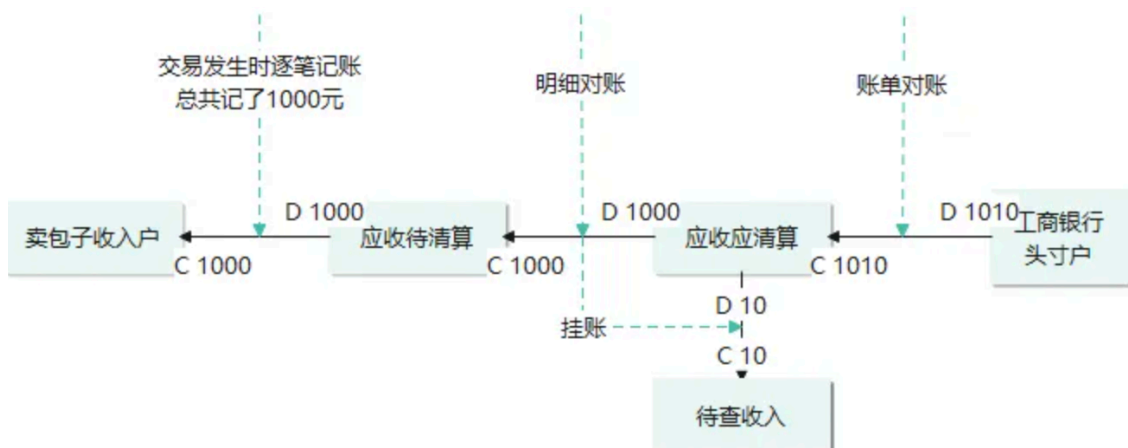 交易发生时逐笔记账
总共记了1000元
明细对账
账单对账
D 1000
D 1000
D 1010
卖包子收入户
应收待清算
应收应清算
工商银行
头寸户
C 1000
C 1000
C 1010
D 10
挂账
C 10
待查收入